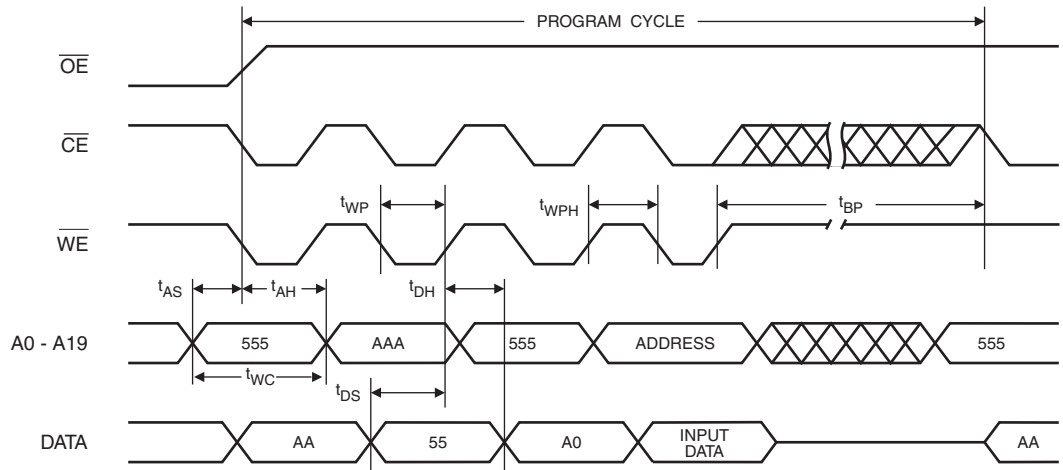 PROGRAM CYCLE
OE
CE
tWP
tWPH
tBP
WE
tAS
tAH
tDH
A0 - A19
555
AAA
555
ADDRESS
555
tWC
tDS
DATA
AA
55
A0
INPUT
DATA
AA